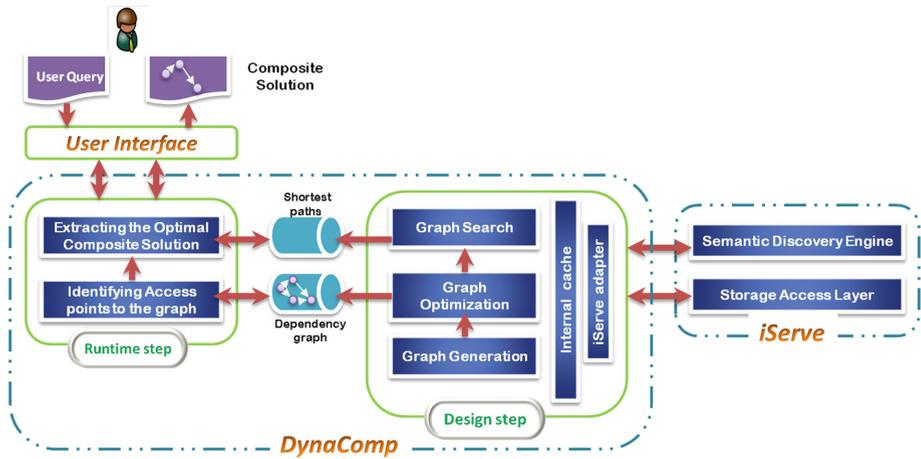 User Query
Composite
Solution
User Interface
Extracting the Optimal
Composite Solution
Identifying Access
points to the graph
Runtime step
Shortest
paths
Dependency
graph
Graph Search
Graph
Optimization
Graph Generation
Internal cache
iServe adapter
Design step
DynaComp
Semantic Discovery Engine
Storage Access Layer
iServe